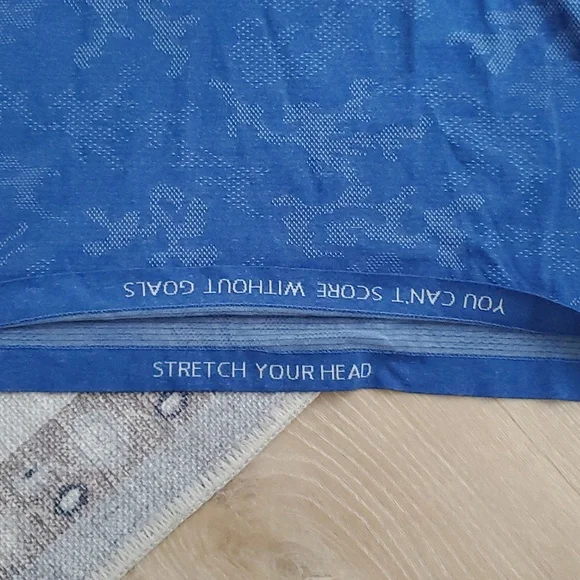 YOU CAN'T SCORE WITHOUT GOALS
STRETCH YOUR HEAD